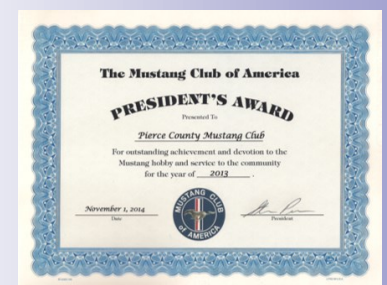 The Mustang Club of America
PRESIDENT'S AWARD
Presented To
Pierce County Mustang Club
For outstanding achievement and devotion to the
Mustang hobby and service to the community
for the year of 2013 .
November 1, 2014
Date
President
MUSTANG CLUB
of AMERICA